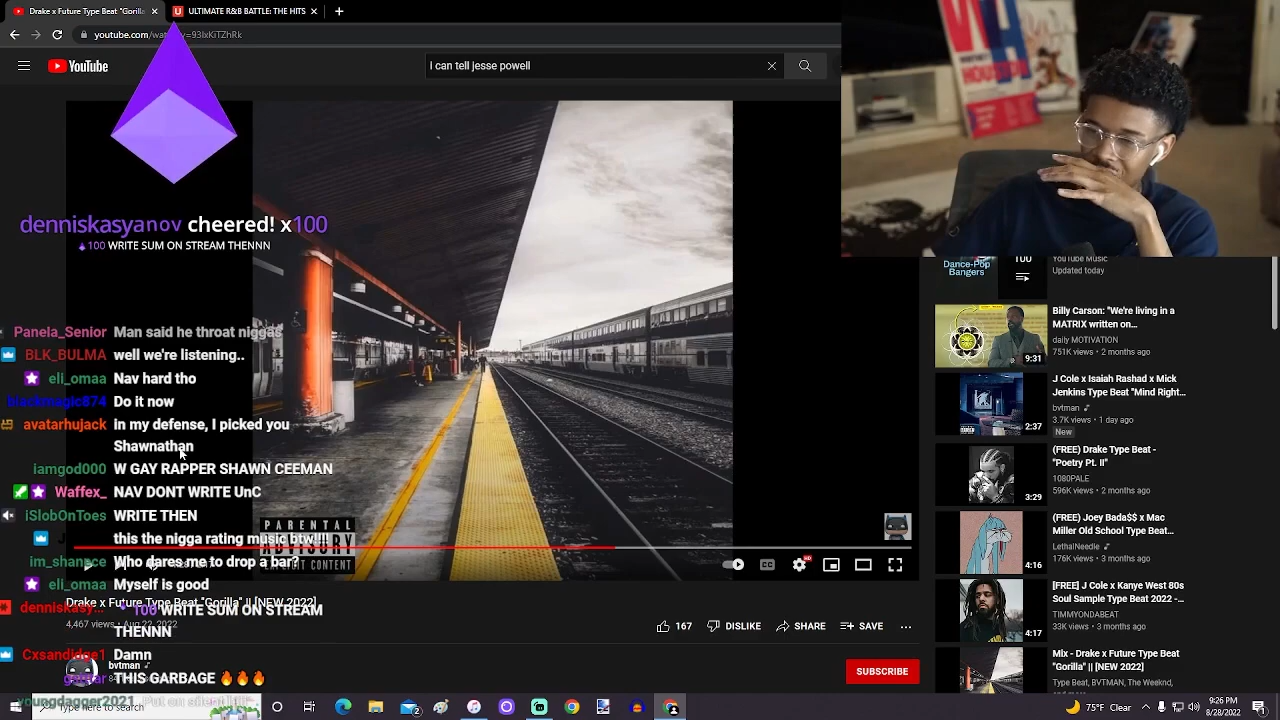 Drake x Future Type Beat "Gorilla"
ULTIMATE R&B BATTLE: THE HITS
YouTube
I can tell jesse powell
denniskasyanov cheered! x100
100 WRITE SUM ON STREAM THENNN
Panela_Senior Man said he throat niggas
BLK_BULMA well we're listening..
eli_omaa Nav hard tho
blackmagic874 Do it now
avatarhujack in my defense, I picked you
Shawnathan
iamgod000 W GAY RAPPER SHAWN CEEMAN
Waffex_ NAV DONT WRITE UnC
iSlobOnToes WRITE THEN
this the nigga rating music btw!!!!
im_shance Who dares me to drop a bar?
eli_omaa Myself is good
denniskasy... 100 WRITE SUM ON STREAM
THENNN
Cxsandidge1 Damn
THIS GARBAGE 🔥🔥🔥
youngdagger2021
PARENTAL
ADVISORY
EXPLICIT CONTENT
Drake x Future Type Beat "Gorilla" || [NEW 2022]
4,467 views • Aug 22, 2022
167
DISLIKE
SHARE
SAVE
bvtman
SUBSCRIBE
HOUSTON
Dance-Pop
Bangers
100
YouTube Music
Updated today
Billy Carson: "We're living in a
MATRIX written on...
daily MOTIVATION
751K views • 2 months ago
9:31
J Cole x Isaiah Rashad x Mick
Jenkins Type Beat "Mind Right...
bvtman
3.7K views • 1 day ago
New
2:37
(FREE) Drake Type Beat -
"Poetry Pt. II"
1080PALE
596K views • 2 months ago
3:29
(FREE) Joey Bada$$ x Mac
Miller Old School Type Beat...
LethalNeedle
176K views • 3 months ago
4:16
[FREE] J Cole x Kanye West 80s
Soul Sample Type Beat 2022 -...
TIMMYONDABEAT
33K views • 3 months ago
4:17
Mix - Drake x Future Type Beat
"Gorilla" || [NEW 2022]
Type Beat, BVTMAN, The Weeknd,
and more
Type here to search
75°F
9:26 PM
8/28/2022